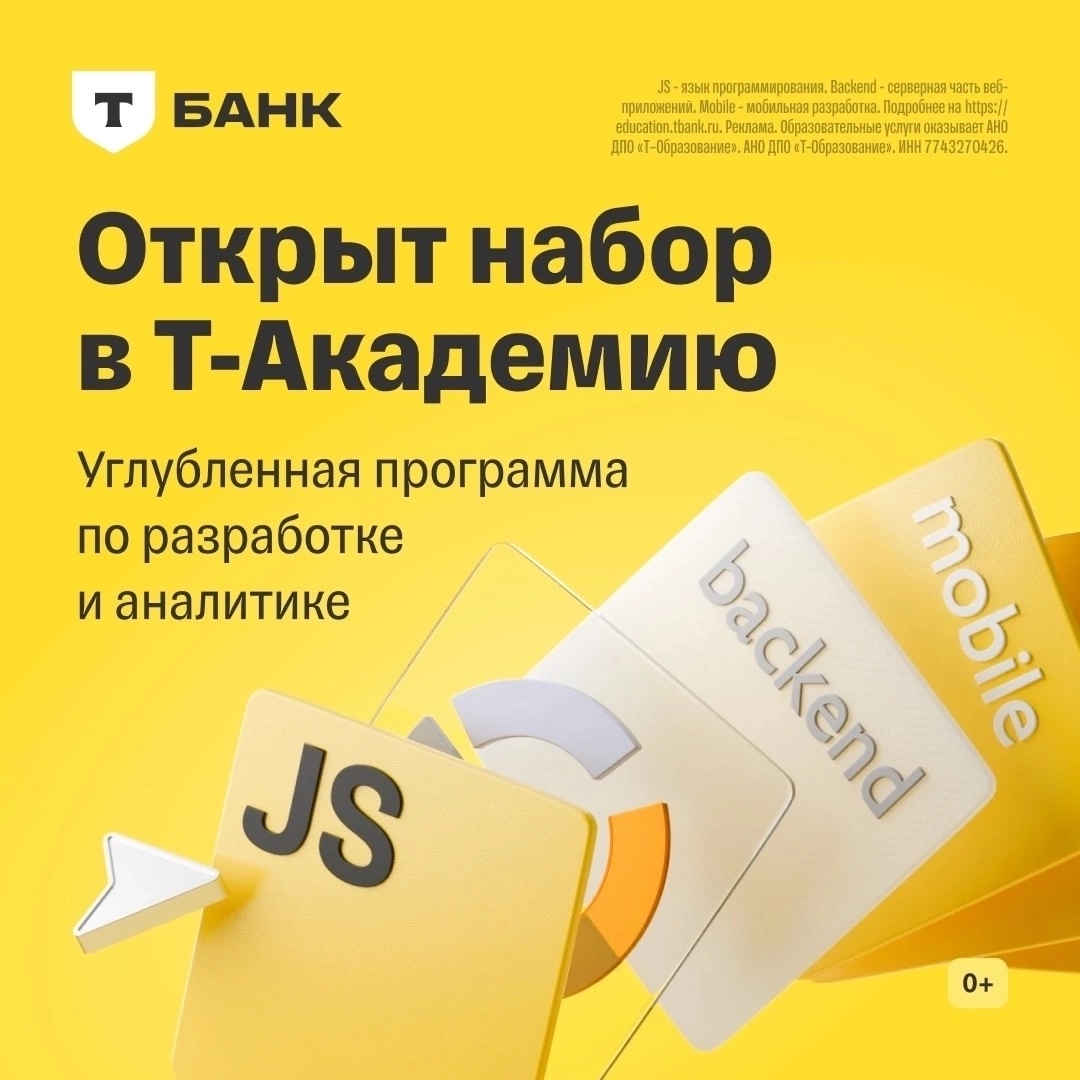 Т БАНК
JS - язык программирования. Backend - серверная часть веб-
приложений. Mobile - мобильная разработка. Подробнее на https://
education.tbank.ru. Реклама. Образовательные услуги оказывает АНО
ДПО «Т-Образование». АНО ДПО «Т-Образование». ИНН 7743270426.
Открыт набор
в Т-Академию
Углубленная программа
по разработке
и аналитике
mobile
backend
JS
0+